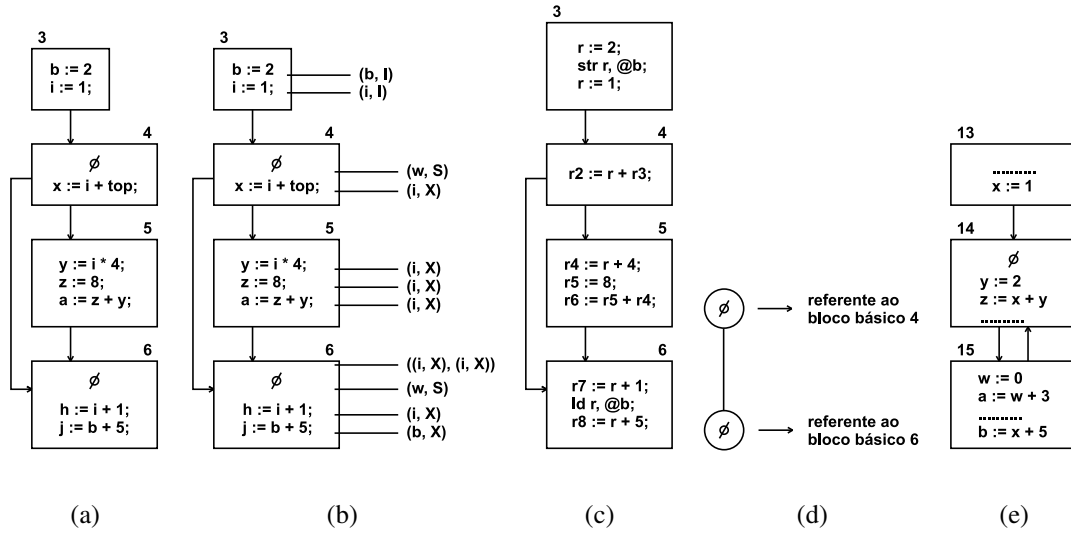 3
b := 2
i := 1;
4
ϕ
x := i + top;
5
y := i * 4;
z := 8;
a := z + y;
6
ϕ
h := i + 1;
j := b + 5;
(a)
3
b := 2
i := 1;
(b, I)
(i, I)
4
ϕ
x := i + top;
(w, S)
(i, X)
5
y := i * 4;
z := 8;
a := z + y;
(i, X)
(i, X)
(i, X)
6
ϕ
h := i + 1;
j := b + 5;
((i, X), (i, X))
(w, S)
(i, X)
(b, X)
(b)
3
r := 2;
str r, @b;
r := 1;
4
r2 := r + r3;
5
r4 := r + 4;
r5 := 8;
r6 := r5 + r4;
6
r7 := r + 1;
ld r, @b;
r8 := r + 5;
(c)
ϕ
referente ao
bloco básico 4
ϕ
referente ao
bloco básico 6
(d)
13
.........
x := 1
14
ϕ
y := 2
z := x + y
.........
15
w := 0
a := w + 3
.........
b := x + 5
(e)